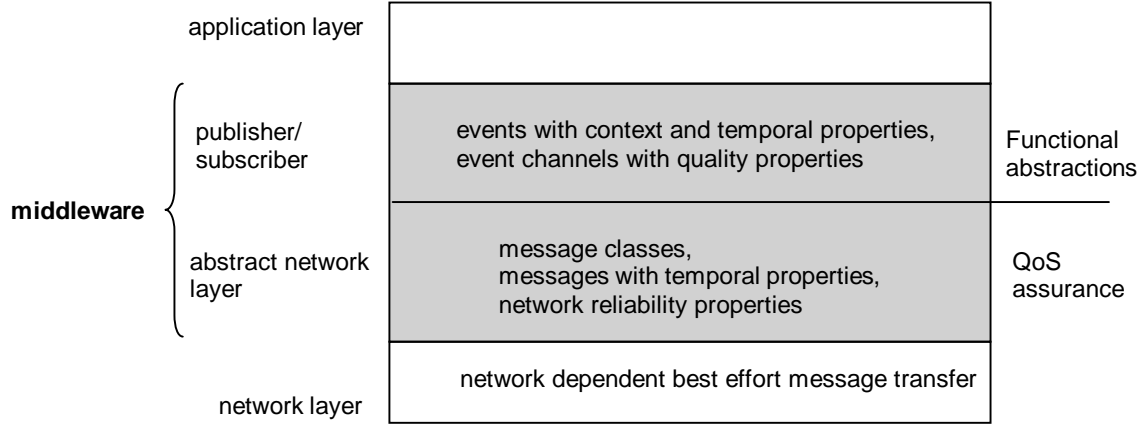 application layer
publisher/
subscriber
events with context and temporal properties,
event channels with quality properties
Functional
abstractions
middleware
abstract network
layer
message classes,
messages with temporal properties,
network reliability properties
QoS
assurance
network dependent best effort message transfer
network layer